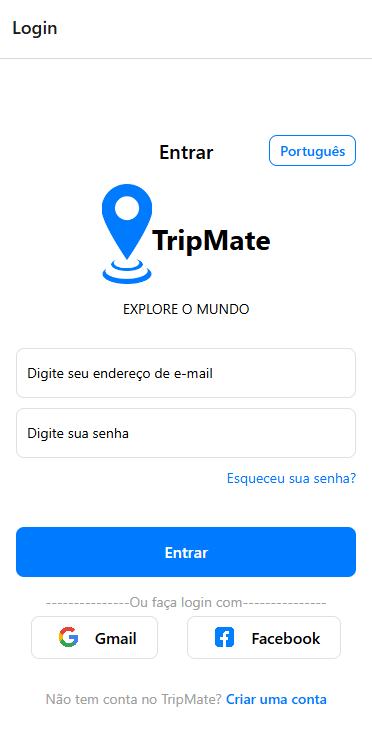 Login
Entrar
Português
TripMate
EXPLORE O MUNDO
Digite seu endereço de e-mail
Digite sua senha
Esqueceu sua senha?
Entrar
---------------Ou faça login com---------------
Gmail
Facebook
Não tem conta no TripMate? Criar uma conta